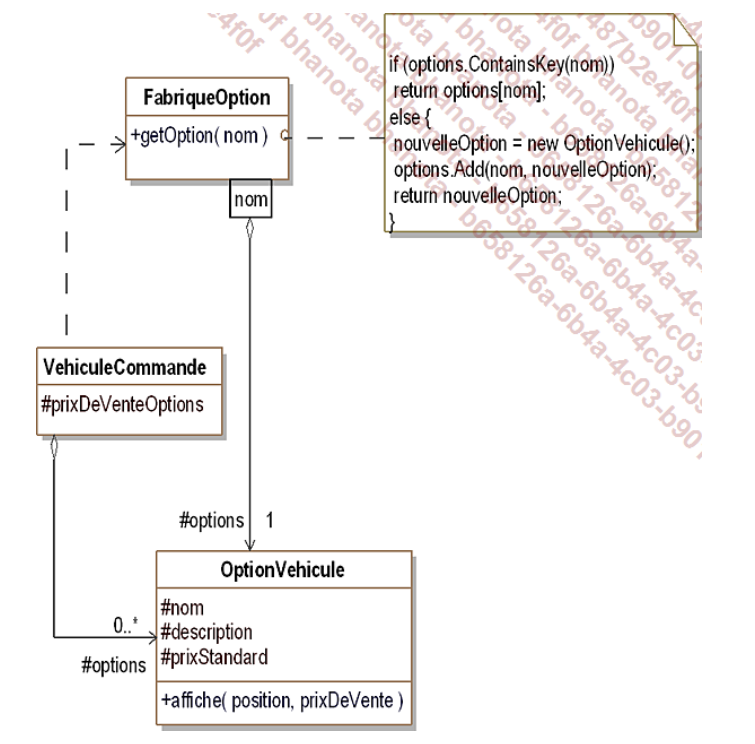 FabriqueOption
+getOption( nom )
nom
if (options.ContainsKey(nom))
return options[nom];
else {
nouvelleOption = new OptionVehicule();
options.Add(nom, nouvelleOption);
return nouvelleOption;
}
VehiculeCommande
#prixDeVenteOptions
#options 1
OptionVehicule
#nom
#description
#prixStandard
+affiche( position, prixDeVente )
0..*
#options